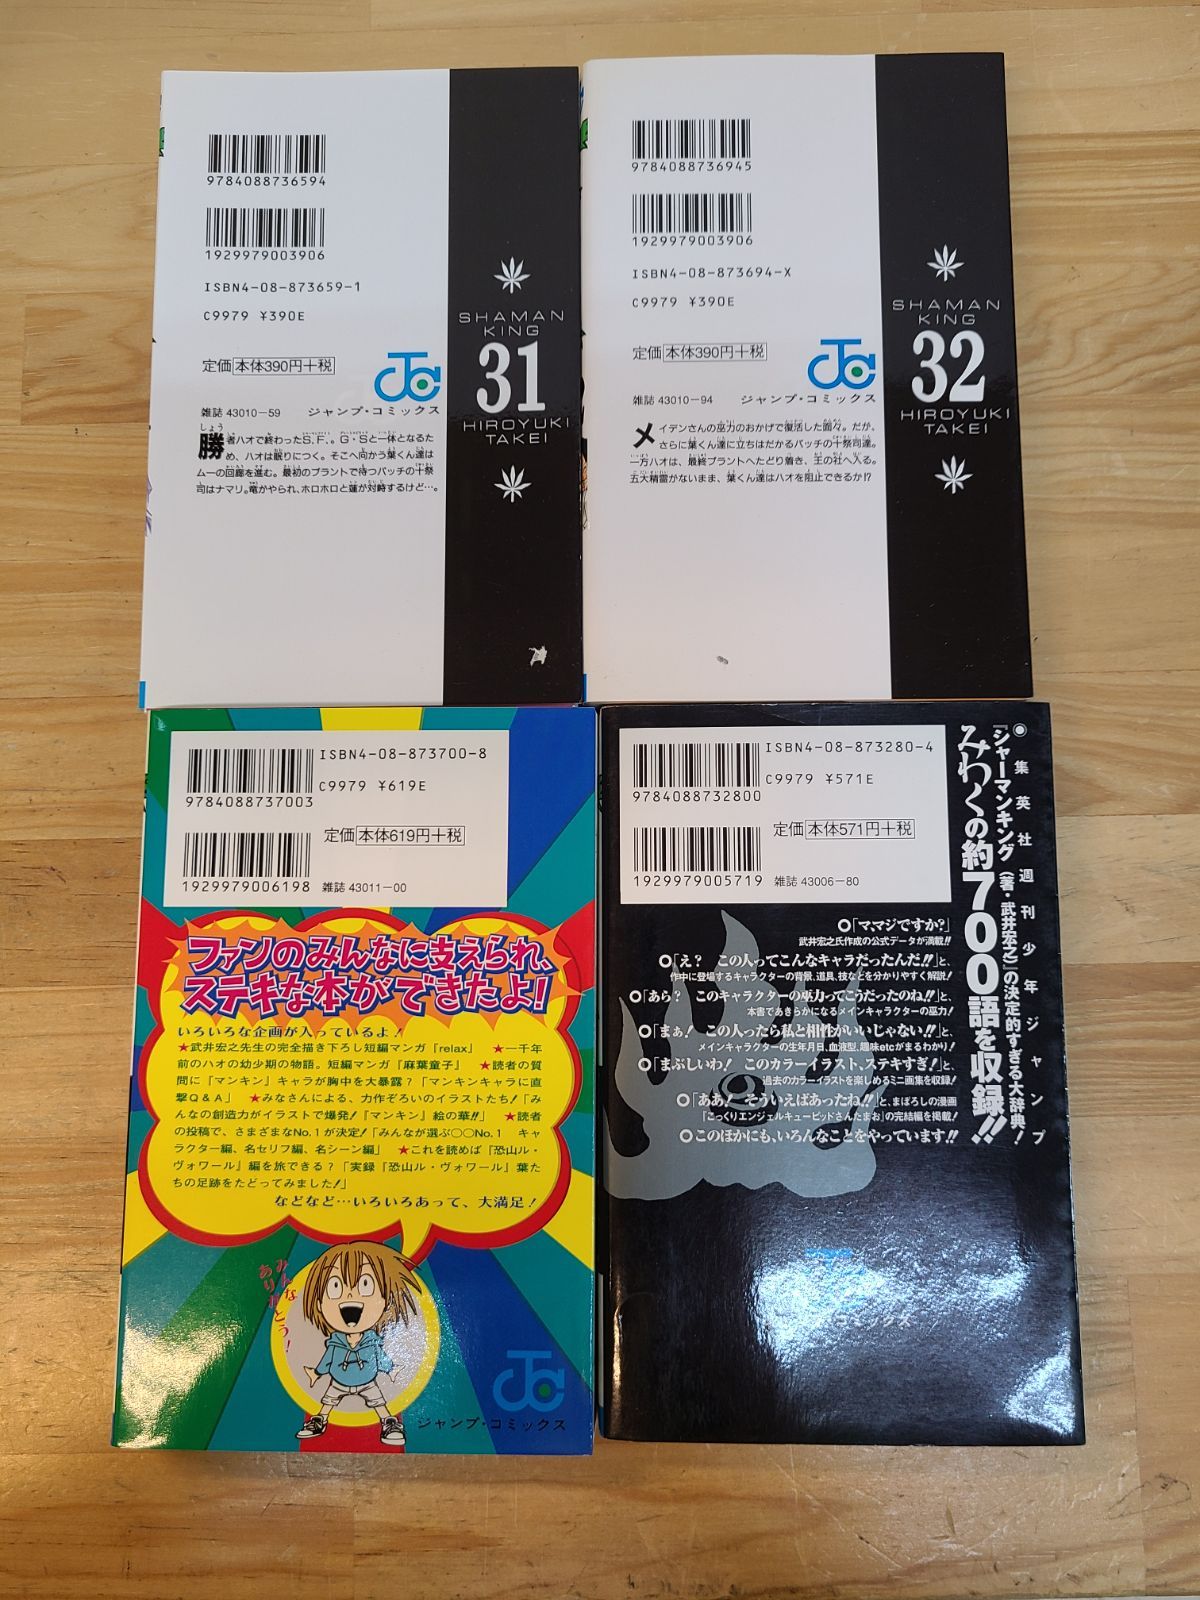 9784088736594
1929979003906
ISBN4-08-873659-1
C9979 ¥390E
定価 本体390円＋税
雑誌 43010-59 ジャンプ・コミックス
勝者ハオで終わったS.F.。G・Sと一体となるた
め、ハオは眠りにつく。そこへ向かう葉くん達は
ムーの回廊を進む。最初のプラントで待つパッチの十祭
司はナマリ。竜がやられ、ホロホロと蓮が対峙するけど…。
SHAMAN
KING
31
HIROYUKI
TAKEI
9784088736945
1929979003906
ISBN4-08-873694-X
C9979 ¥390E
定価 本体390円＋税
雑誌 43010-94 ジャンプ・コミックス
メイデンさんの巫力のおかげで復活した面々。だが、
さらに葉くん達に立ちはだかるパッチの十祭司達。
一方ハオは、最終プラントへたどり着き、王の社へ入る。
五大精霊がないまま、葉くん達はハオを阻止できるか!?
SHAMAN
KING
32
HIROYUKI
TAKEI
9784088737003
ISBN4-08-873700-8
C9979 ¥619E
定価 本体619円＋税
1929979006198
雑誌 43011-00
ファンのみんなに支えられ、
ステキな本ができたよ!
いろいろな企画が入っているよ!
★武井宏之先生の完全描き下ろし短編マンガ「relax」 ★一千年
前のハオの幼少期の物語。短編マンガ「麻葉童子」 ★読者の質
問に『マンキン』キャラが胸中を大暴露?「マンキンキャラに直
撃Q&A」 ★みなさんによる、力作ぞろいのイラストたち!「み
んなの創造力がイラストで爆発!『マンキン』絵の華!!」 ★読者
の投稿で、さまざまなNo.1が決定!「みんなが選ぶ○○No.1 キャ
ラクター編、名セリフ編、名シーン編」 ★これを読めば『恐山ル・
ヴォワール』編を旅できる?「実録『恐山ル・ヴォワール』葉た
ちの足跡をたどってみました!」
などなど…いろいろあって、大満足!
みんな
ありがとう!
ジャンプ・コミックス
9784088732800
ISBN4-08-873280-4
C9979 ¥571E
定価 本体571円＋税
1929979005719
雑誌 43006-80
●集英社週刊少年ジャンプ
『シャーマンキング（著・武井宏之）』の決定的すぎる大辞典!
みわくの約700語を収録!!
○「マ、マジですか?」
武井宏之氏作成の公式データが満載!!
○「え? この人ってこんなキャラだったんだ!!」と、
作中に登場するキャラクターの背景、道具、技などを分かりやすく解説!
○「あら? このキャラクターの巫力ってこうだったのね!!」と、
本書であきらかになるメインキャラクターの巫力!
○「まぁ! この人ったら私と相性がいいじゃない!!」と、
メインキャラクターの生年月日、血液型、趣味etcがまるわかり!
○「まぶしいわ! このカラーイラスト、ステキすぎ!」と、
過去のカラーイラストを楽しめるミニ画集を収録!
○「ああ! そういえばあったね!!」と、まぼろしの漫画
『こっくりエンジェルキューピッドさんたまお』の完結編を掲載!
○このほかにも、いろんなことをやっています!!
コミックス